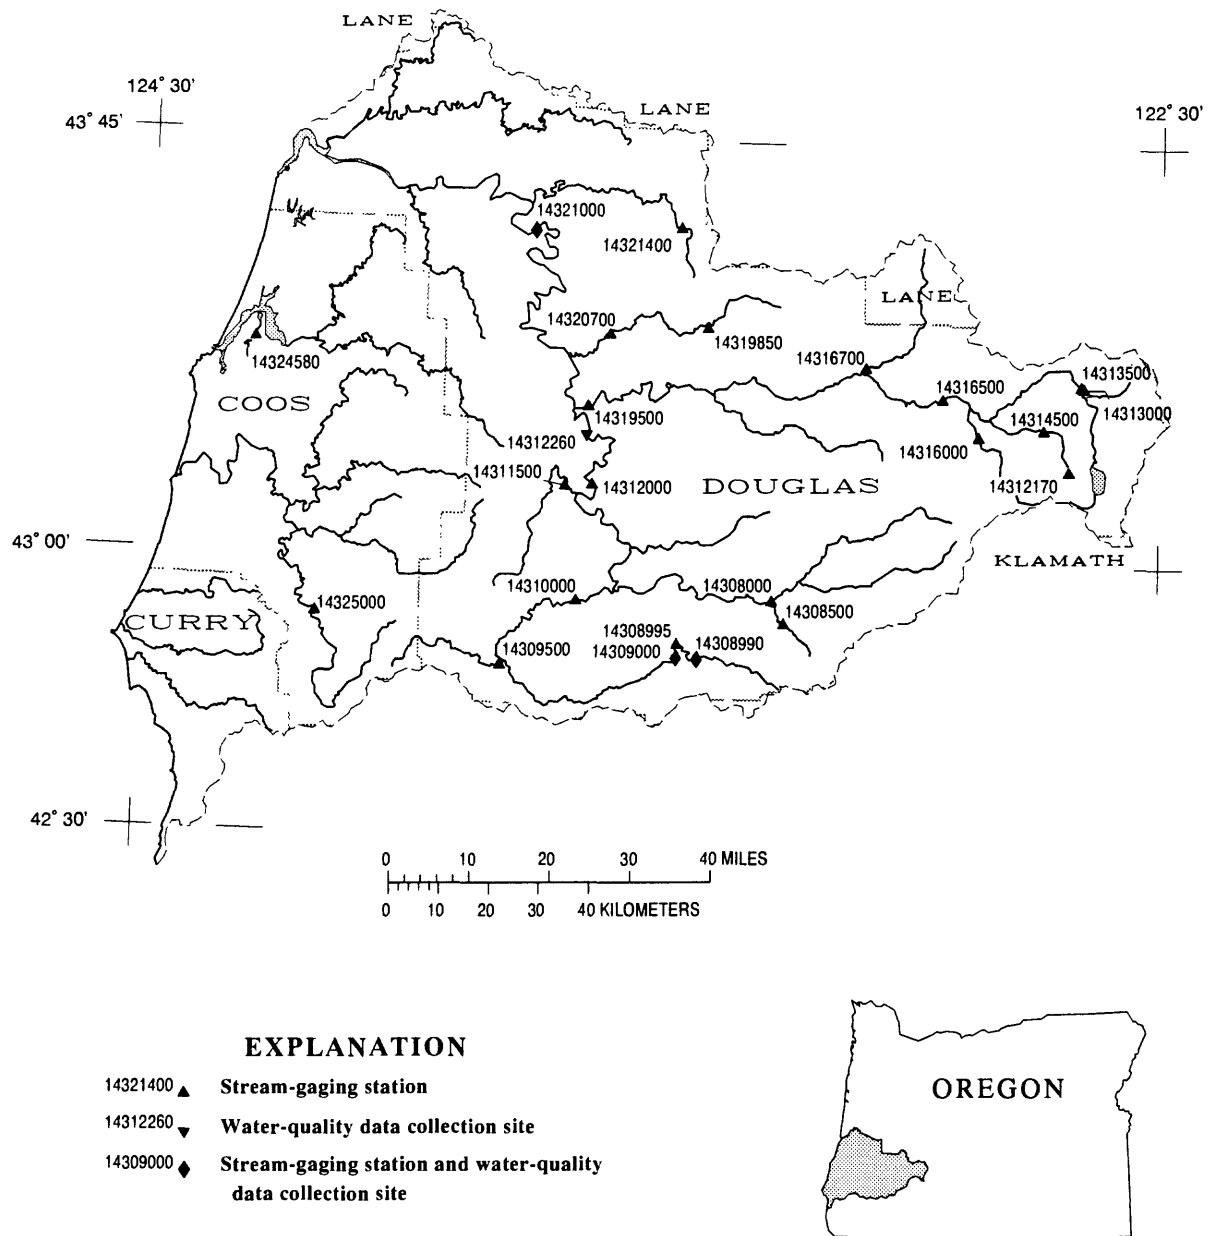 LANE
124° 30'
43° 45'
LANE
122° 30'
14321000
14321400
LANE
14320700
14319850
14324580
14316700
14313500
14316500
COOS
14314500
14313000
14319500
14312260
14316000
14311500
14312000
DOUGLAS
14312170
43° 00'
KLAMATH
14310000
14308000
14325000
14308500
CURRY
14308995
14309500
14309000
14308990
42° 30'
0 10 20 30 40 MILES
0 10 20 30 40 KILOMETERS
EXPLANATION
14321400 Stream-gaging station
14312260 Water-quality data collection site
14309000 Stream-gaging station and water-quality
data collection site
OREGON